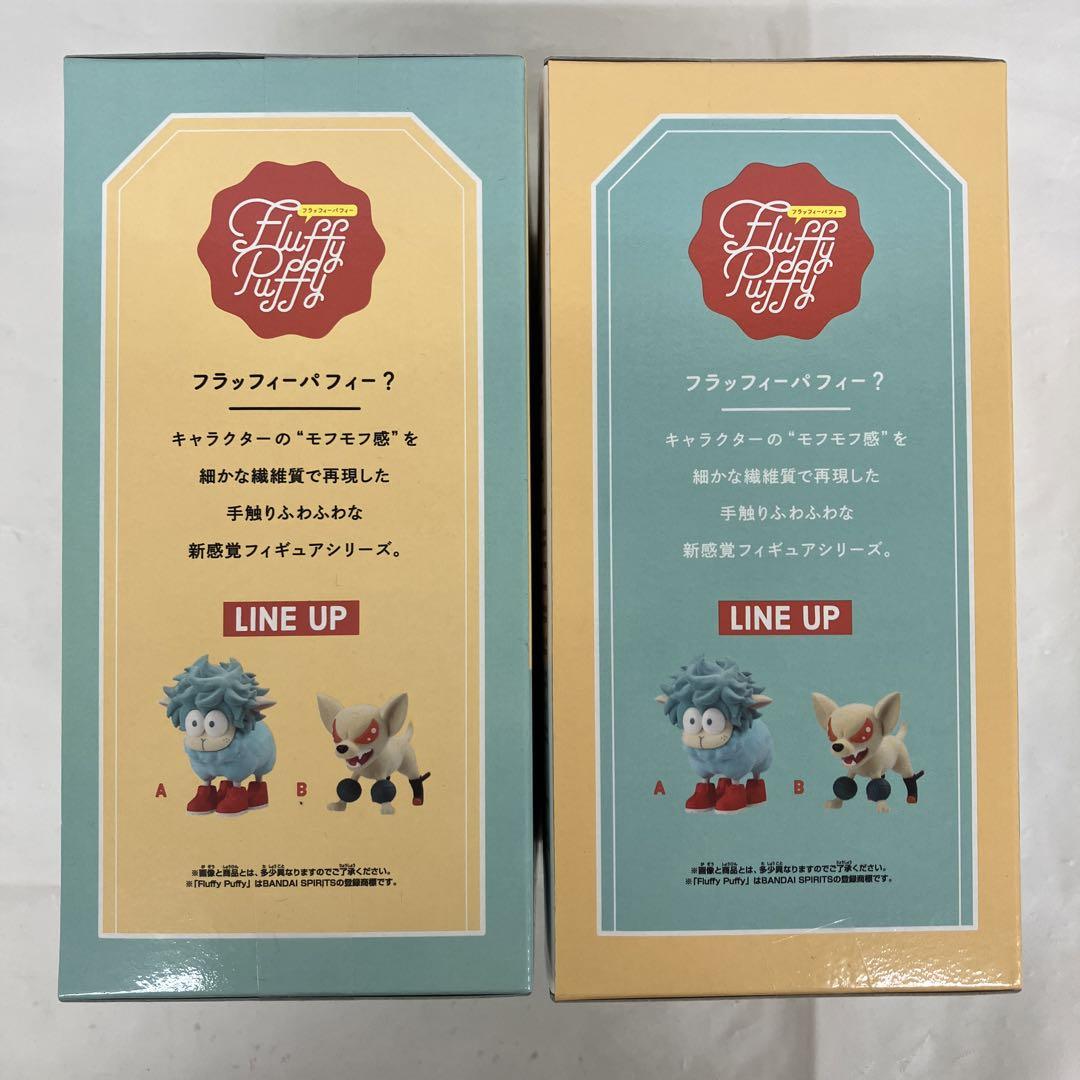 フラッフィーパフィー
Fluffy
Puffy
フラッフィーパフィー?
キャラクターの“モフモフ感”を
細かな繊維質で再現した
手触りふわふわな
新感覚フィギュアシリーズ。
LINE UP
A
B
※画像と商品とは、多少異なりますのでご了承ください。
※「Fluffy Puffy」はBANDAI SPIRITSの登録商標です。
フラッフィーパフィー
Fluffy
Puffy
フラッフィーパフィー?
キャラクターの“モフモフ感”を
細かな繊維質で再現した
手触りふわふわな
新感覚フィギュアシリーズ。
LINE UP
A
B
※画像と商品とは、多少異なりますのでご了承ください。
※「Fluffy Puffy」はBANDAI SPIRITSの登録商標です。